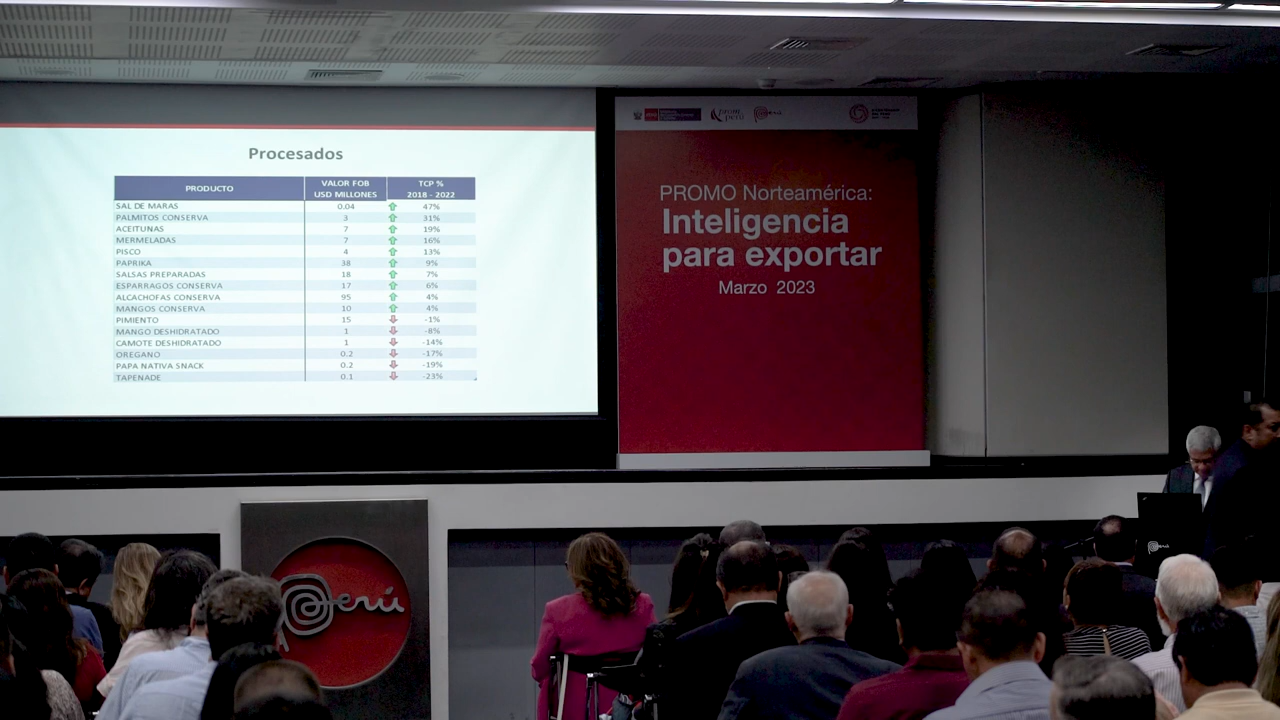 Procesados
PRODUCTO VALOR FOB USD MILLONES TCP % 2018 - 2022
SAL DE MARAS 0.04 47%
PALMITOS CONSERVA 3 31%
ACEITUNAS 7 19%
MERMELADAS 7 16%
PISCO 4 13%
PAPRIKA 38 9%
SALSAS PREPARADAS 18 7%
ESPARRAGOS CONSERVA 17 6%
ALCACHOFAS CONSERVA 95 4%
MANGOS CONSERVA 10 4%
PIMIENTO 15 -1%
MANGO DESHIDRATADO 1 -8%
CAMOTE DESHIDRATADO 1 -14%
OREGANO 0.2 -17%
PAPA NATIVA SNACK 0.2 -19%
TAPENADE 0.1 -23%
prom perú Perú
PROMO Norteamérica:
Inteligencia
para exportar
Marzo 2023
Perú